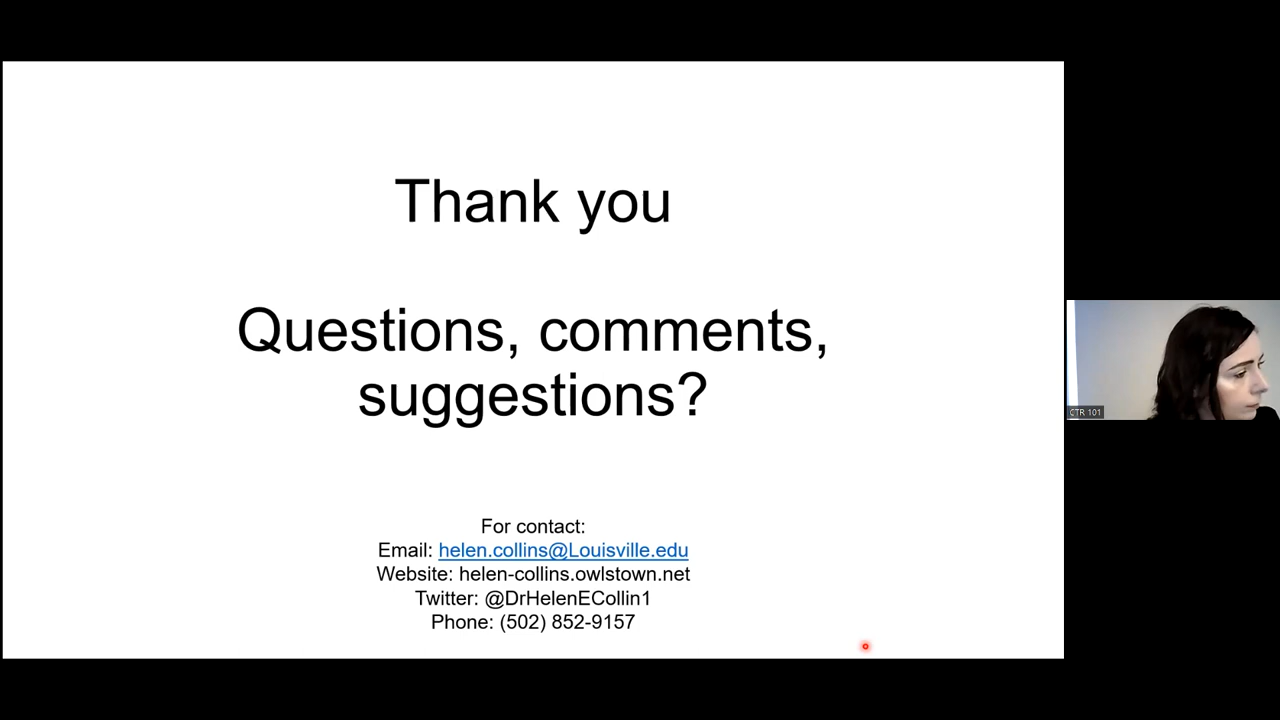 Thank you
Questions, comments,
suggestions?
For contact:
Email: helen.collins@Louisville.edu
Website: helen-collins.owlstown.net
Twitter: @DrHelenECollin1
Phone: (502) 852-9157
CTR 101